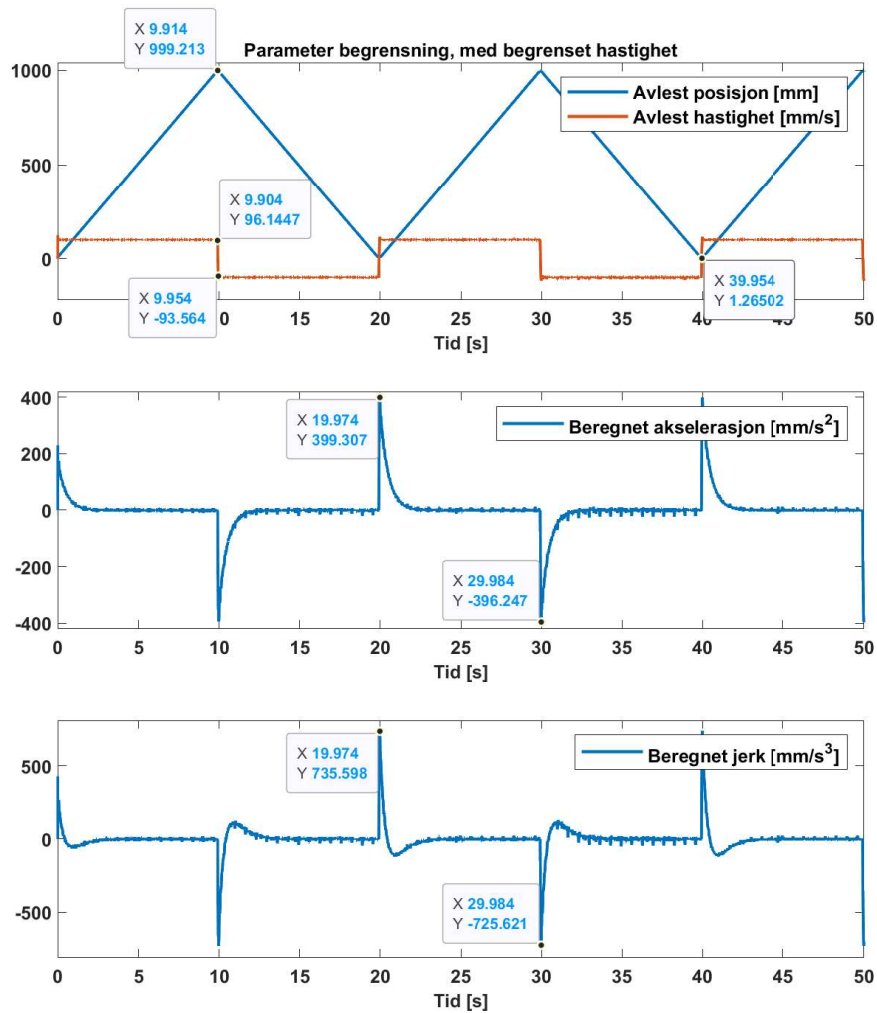 X 9.914
Y 999.213
Parameter begrensning, med begrenset hastighet
1000
500
0
Avlest posisjon [mm]
Avlest hastighet [mm/s]
X 9.904
Y 96.1447
X 9.954
Y -93.564
X 39.954
Y 1.26502
0 10 20 25 30 35 40 45 50
Tid [s]
400
200
0
-200
-400
X 19.974
Y 399.307
Beregnet akselerasjon [mm/s²]
X 29.984
Y -396.247
0 5 10 15 20 25 30 35 40 45 50
Tid [s]
500
0
-500
X 19.974
Y 735.598
Beregnet jerk [mm/s³]
X 29.984
Y -725.621
0 5 10 15 20 25 30 35 40 45 50
Tid [s]